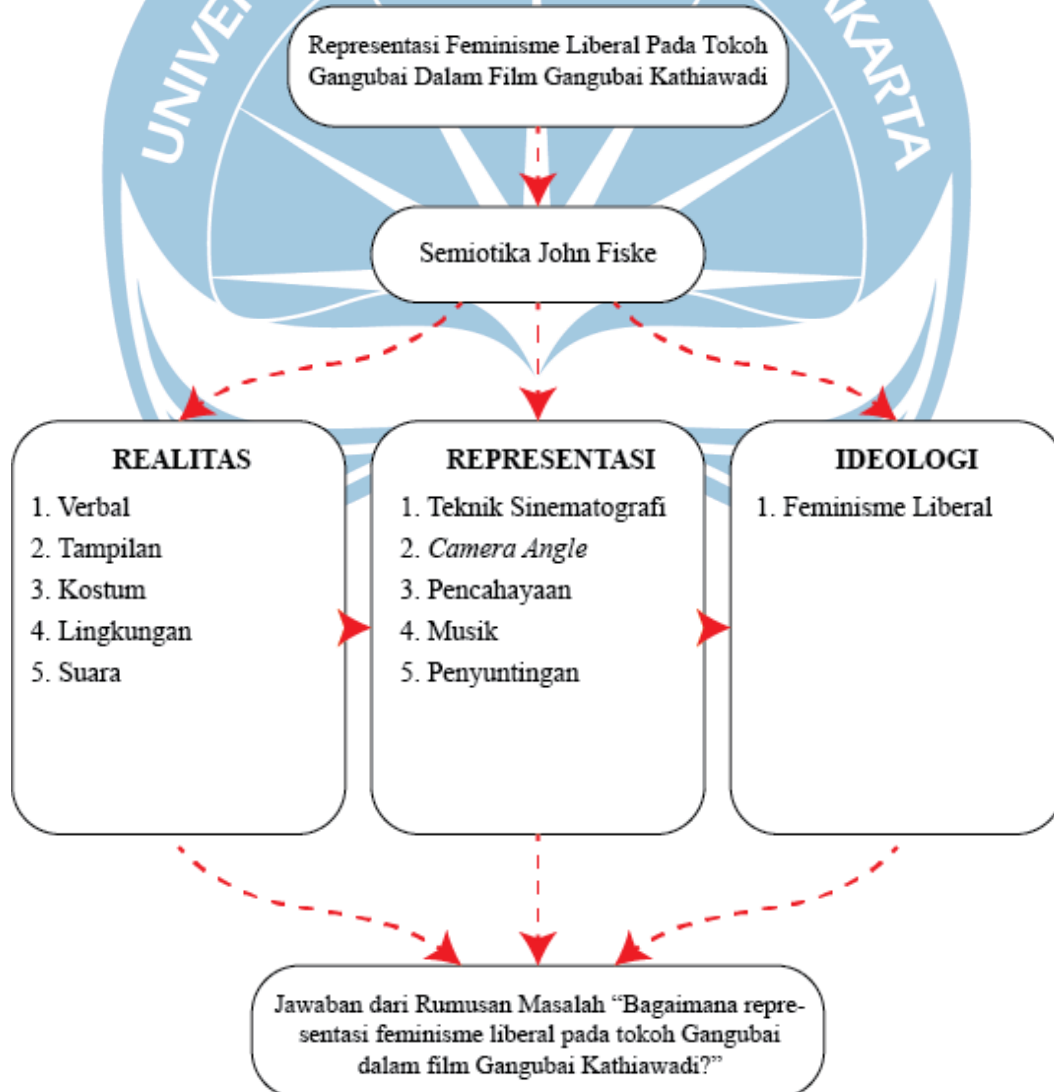 UNIVER
AKARTA
Representasi Feminisme Liberal Pada Tokoh
Gangubai Dalam Film Gangubai Kathiawadi
Semiotika John Fiske
REALITAS
1. Verbal
2. Tampilan
3. Kostum
4. Lingkungan
5. Suara
REPRESENTASI
1. Teknik Sinematografi
2. Camera Angle
3. Pencahayaan
4. Musik
5. Penyuntingan
IDEOLOGI
1. Feminisme Liberal
Jawaban dari Rumusan Masalah “Bagaimana repre-
sentasi feminisme liberal pada tokoh Gangubai
dalam film Gangubai Kathiawadi?”